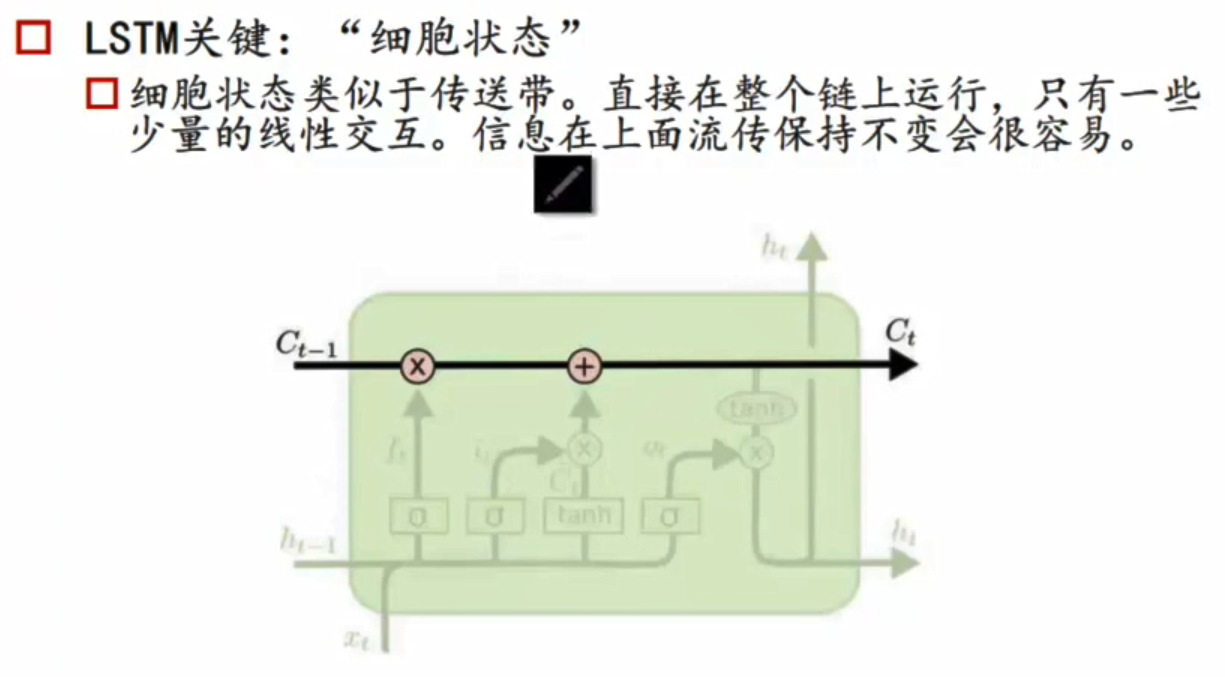 LSTM关键：“细胞状态”
细胞状态类似于传送带。直接在整个链上运行，只有一些
少量的线性交互。信息在上面流传保持不变会很容易。
h_t
C_{t-1} C_t
x +
tanh
f_t i_t x o_t x
C̃_t
σ σ tanh σ
h_{t-1} h_t
x_t